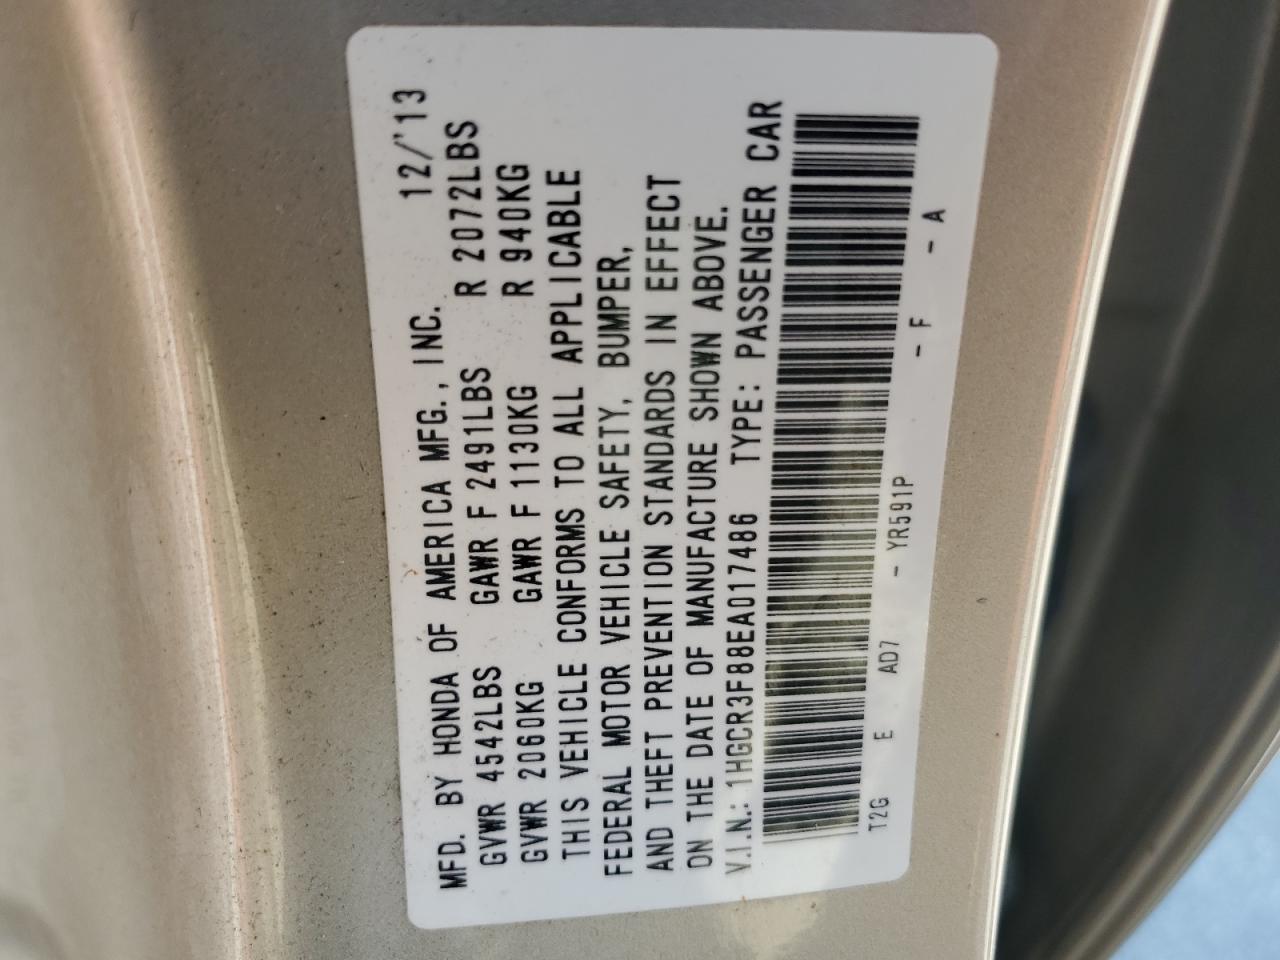 MFD. BY HONDA OF AMERICA MFG., INC. 12/'13
GVWR 4542LBS GAWR F 2491LBS R 2072LBS
GVWR 2060KG GAWR F 1130KG R 940KG
THIS VEHICLE CONFORMS TO ALL APPLICABLE
FEDERAL MOTOR VEHICLE SAFETY, BUMPER,
AND THEFT PREVENTION STANDARDS IN EFFECT
ON THE DATE OF MANUFACTURE SHOWN ABOVE.
V.I.N.: 1HGCR3F88EA017486 TYPE: PASSENGER CAR
T2G E AD7 - YR591P - F - A